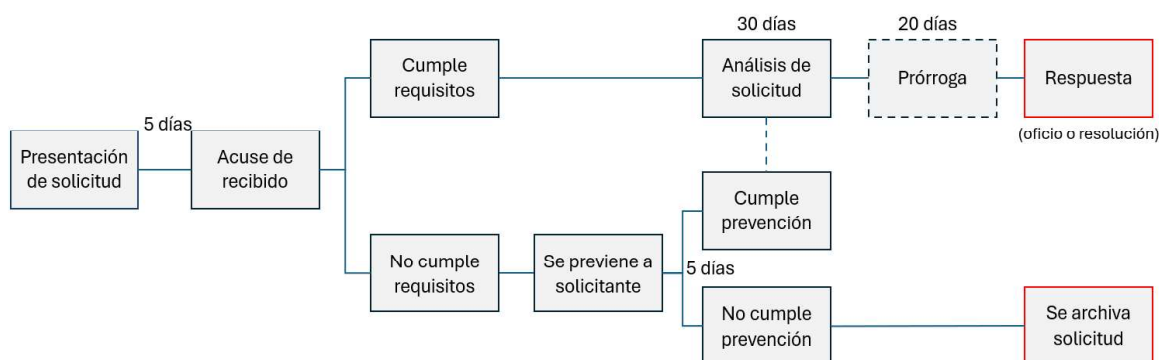 30 días
20 días
Cumple
requisitos
Análisis de
solicitud
Prórroga
Respuesta
(oficio o resolución)
5 días
Presentación
de solicitud
Acuse de
recibido
Cumple
prevención
No cumple
requisitos
Se previene a
solicitante
5 días
No cumple
prevención
Se archiva
solicitud